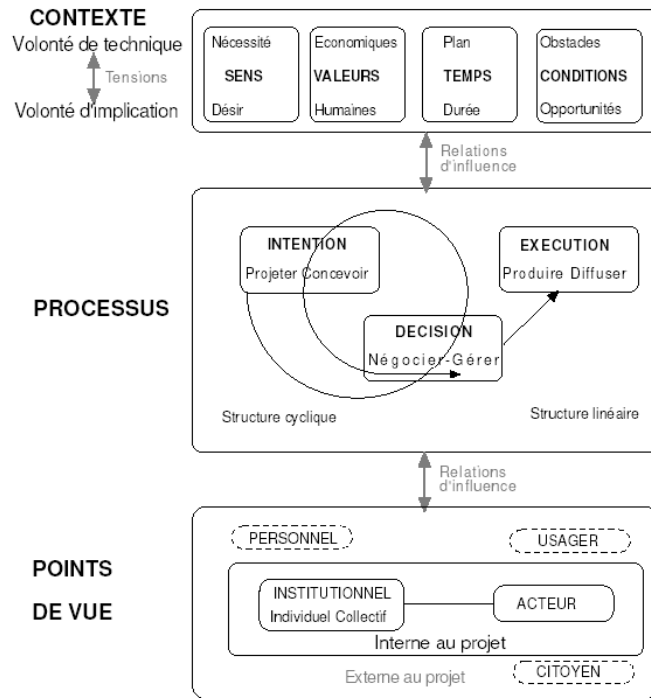 CONTEXTE
Volonté de technique
Tensions
Volonté d'implication
Nécessité
SENS
Désir
Economiques
VALEURS
Humaines
Plan
TEMPS
Durée
Obstacles
CONDITIONS
Opportunités
Relations
d'influence
PROCESSUS
INTENTION
Projeter Concevoir
EXECUTION
Produire Diffuser
DECISION
Négocier-Gérer
Structure cyclique
Structure linéaire
Relations
d'influence
POINTS
DE VUE
PERSONNEL
USAGER
INSTITUTIONNEL
Individuel Collectif
ACTEUR
Interne au projet
Externe au projet
CITOYEN